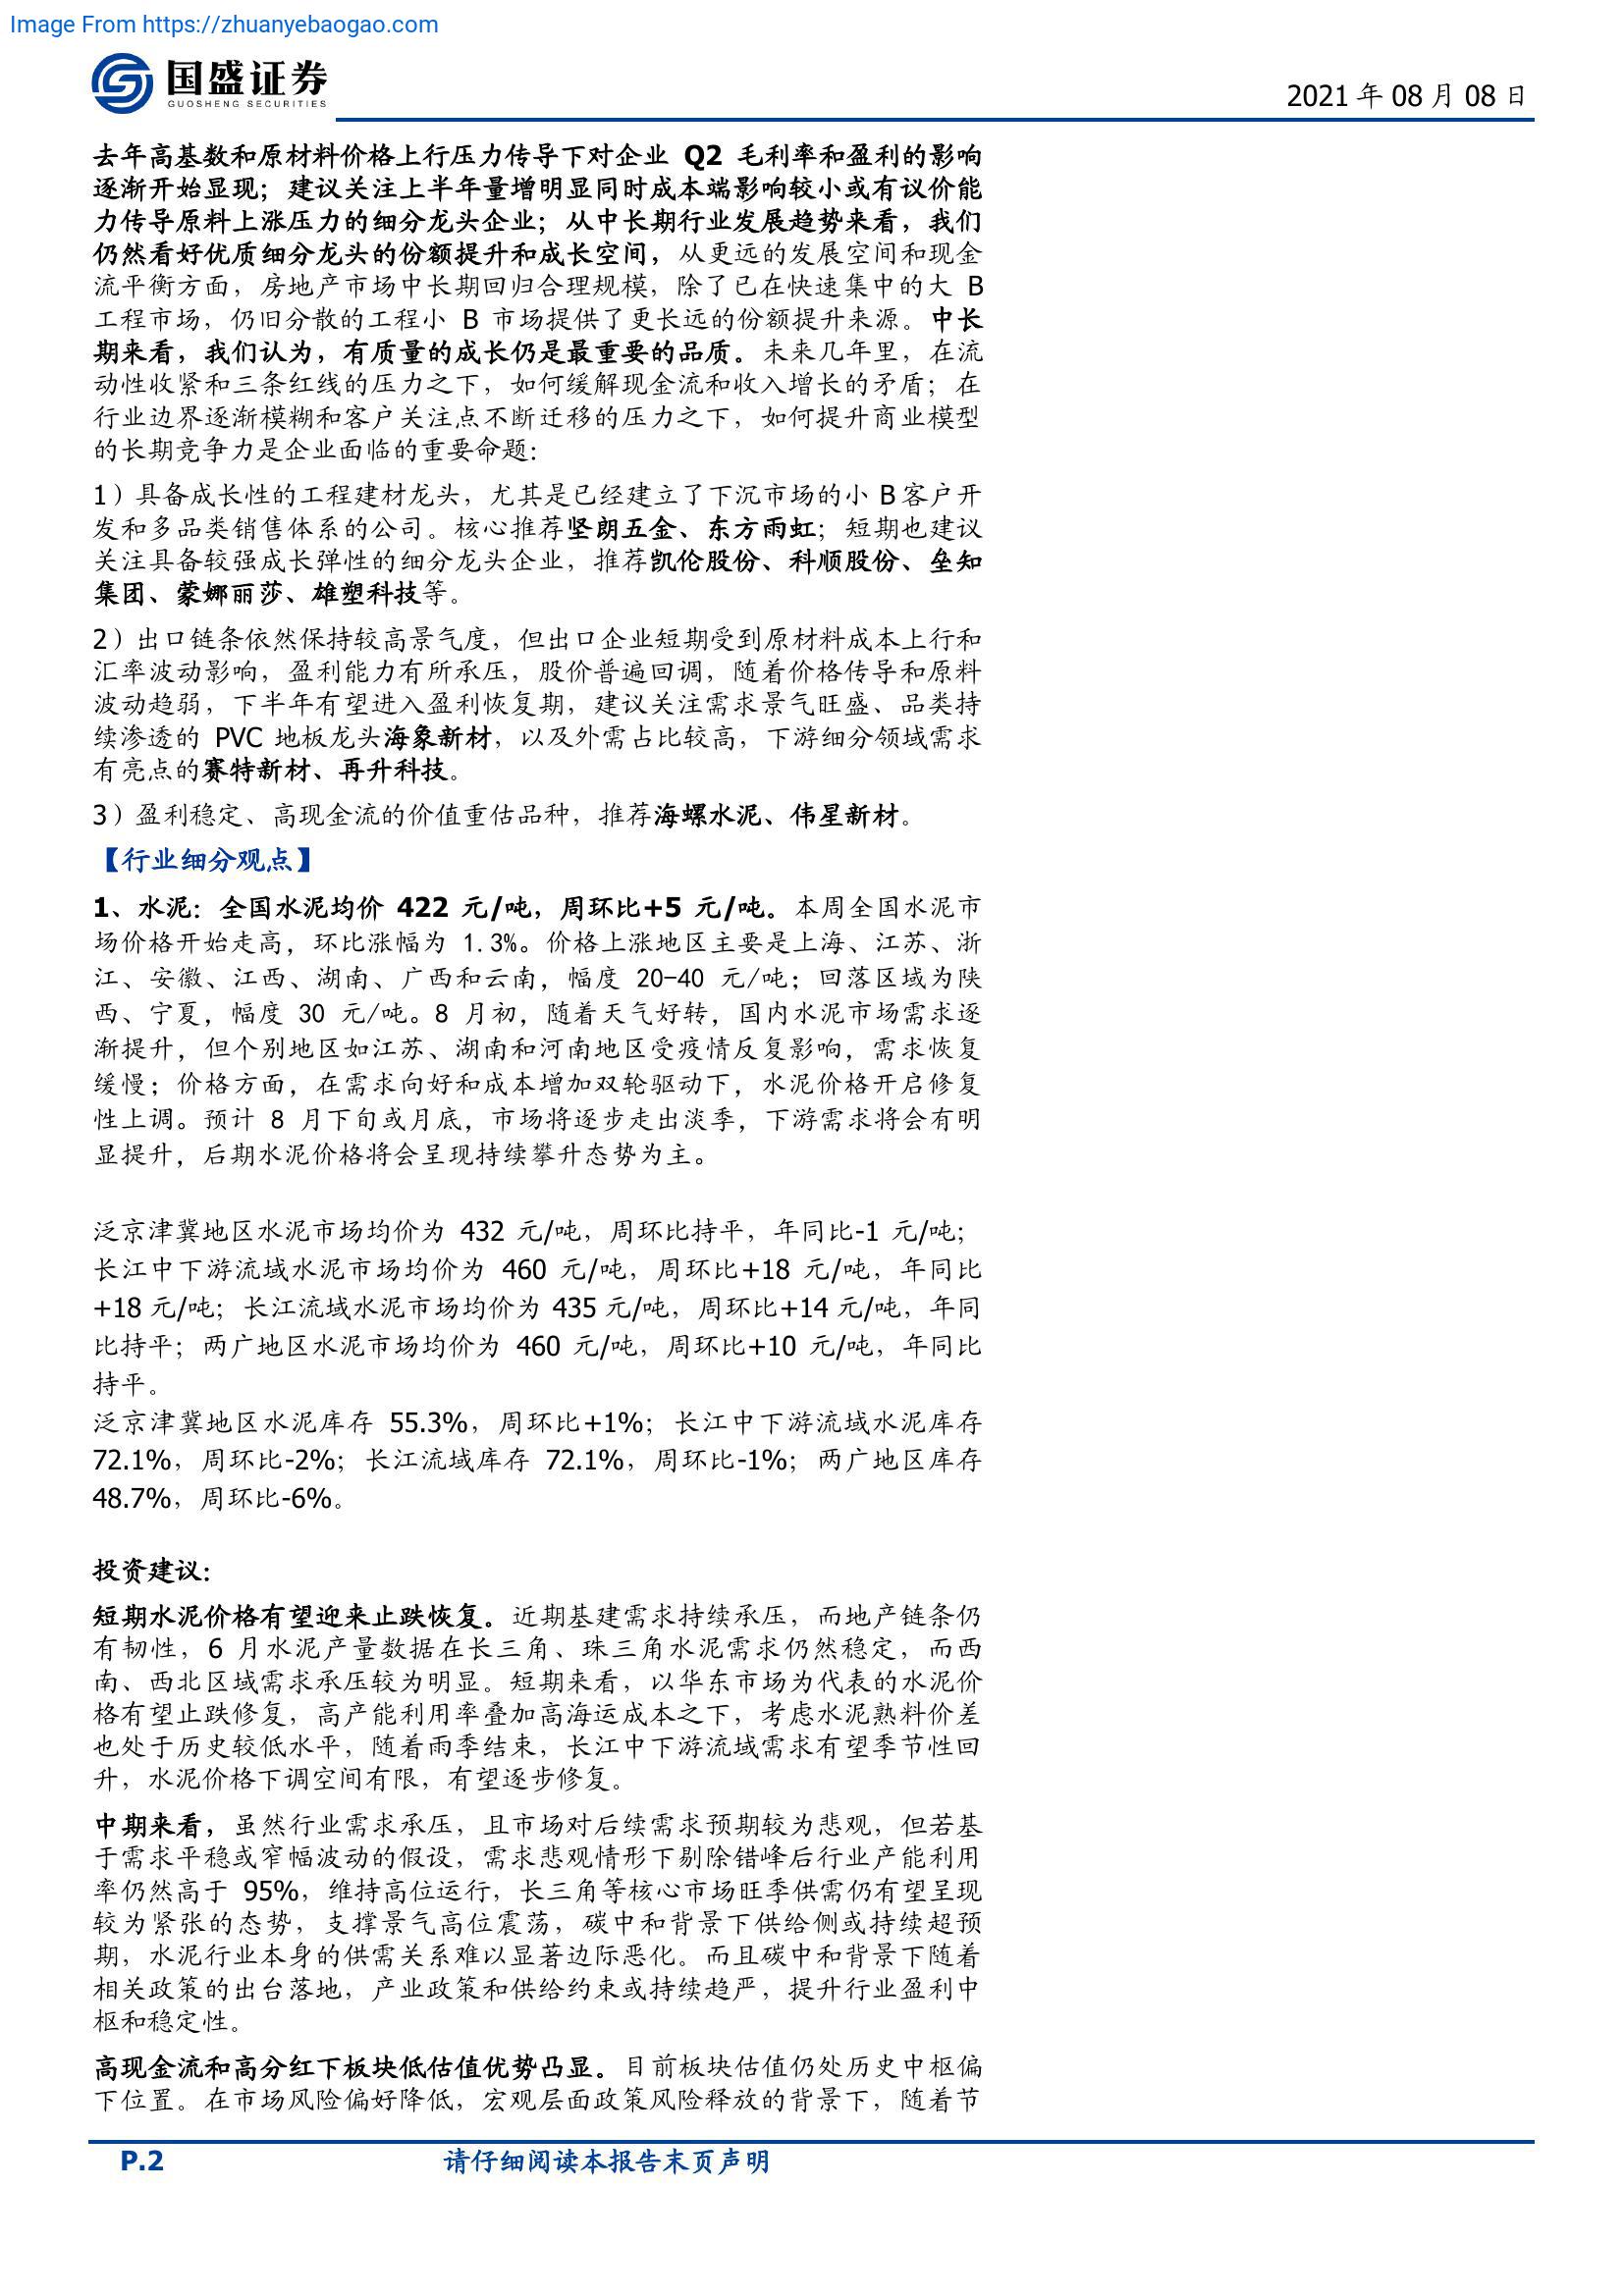 Image From https://zhuanyebaogao.com
国盛证券
GUOSHENG SECURITIES
2021 年 08 月 08 日
去年高基数和原材料价格上行压力传导下对企业 Q2 毛利率和盈利的影响
逐渐开始显现；建议关注上半年量增明显同时成本端影响较小或有议价能
力传导原料上涨压力的细分龙头企业；从中长期行业发展趋势来看，我们
仍然看好优质细分龙头的份额提升和成长空间，从更远的发展空间和现金
流平衡方面，房地产市场中长期回归合理规模，除了已在快速集中的大 B
工程市场，仍旧分散的工程小 B 市场提供了更长远的份额提升来源。中长
期来看，我们认为，有质量的成长仍是最重要的品质。未来几年里，在流
动性收紧和三条红线的压力之下，如何缓解现金流和收入增长的矛盾；在
行业边界逐渐模糊和客户关注点不断迁移的压力之下，如何提升商业模型
的长期竞争力是企业面临的重要命题：
1）具备成长性的工程建材龙头，尤其是已经建立了下沉市场的小 B 客户开
发和多品类销售体系的公司。核心推荐坚朗五金、东方雨虹；短期也建议
关注具备较强成长弹性的细分龙头企业，推荐凯伦股份、科顺股份、垒知
集团、蒙娜丽莎、雄塑科技等。
2）出口链条依然保持较高景气度，但出口企业短期受到原材料成本上行和
汇率波动影响，盈利能力有所承压，股价普遍回调，随着价格传导和原料
波动趋弱，下半年有望进入盈利恢复期，建议关注需求景气旺盛、品类持
续渗透的 PVC 地板龙头海象新材，以及外需占比较高，下游细分领域需求
有亮点的赛特新材、再升科技。
3）盈利稳定、高现金流的价值重估品种，推荐海螺水泥、伟星新材。
【行业细分观点】
1、水泥：全国水泥均价 422 元/吨，周环比+5 元/吨。本周全国水泥市
场价格开始走高，环比涨幅为 1.3%。价格上涨地区主要是上海、江苏、浙
江、安徽、江西、湖南、广西和云南，幅度 20-40 元/吨；回落区域为陕
西、宁夏，幅度 30 元/吨。8 月初，随着天气好转，国内水泥市场需求逐
渐提升，但个别地区如江苏、湖南和河南地区受疫情反复影响，需求恢复
缓慢；价格方面，在需求向好和成本增加双轮驱动下，水泥价格开启修复
性上调。预计 8 月下旬或月底，市场将逐步走出淡季，下游需求将会有明
显提升，后期水泥价格将会呈现持续攀升态势为主。
泛京津冀地区水泥市场均价为 432 元/吨，周环比持平，年同比-1 元/吨；
长江中下游流域水泥市场均价为 460 元/吨，周环比+18 元/吨，年同比
+18 元/吨；长江流域水泥市场均价为 435 元/吨，周环比+14 元/吨，年同
比持平；两广地区水泥市场均价为 460 元/吨，周环比+10 元/吨，年同比
持平。
泛京津冀地区水泥库存 55.3%，周环比+1%；长江中下游流域水泥库存
72.1%，周环比-2%；长江流域库存 72.1%，周环比-1%；两广地区库存
48.7%，周环比-6%。
投资建议：
短期水泥价格有望迎来止跌恢复。近期基建需求持续承压，而地产链条仍
有韧性，6 月水泥产量数据在长三角、珠三角水泥需求仍然稳定，而西
南、西北区域需求承压较为明显。短期来看，以华东市场为代表的水泥价
格有望止跌修复，高产能利用率叠加高海运成本之下，考虑水泥熟料价差
也处于历史较低水平，随着雨季结束，长江中下游流域需求有望季节性回
升，水泥价格下调空间有限，有望逐步修复。
中期来看，虽然行业需求承压，且市场对后续需求预期较为悲观，但若基
于需求平稳或窄幅波动的假设，需求悲观情形下剔除错峰后行业产能利用
率仍然高于 95%，维持高位运行，长三角等核心市场旺季供需仍有望呈现
较为紧张的态势，支撑景气高位震荡，碳中和背景下供给侧或持续超预
期，水泥行业本身的供需关系难以显著边际恶化。而且碳中和背景下随着
相关政策的出台落地，产业政策和供给约束或持续趋严，提升行业盈利中
枢和稳定性。
高现金流和高分红下板块低估值优势凸显。目前板块估值仍处历史中枢偏
下位置。在市场风险偏好降低，宏观层面政策风险释放的背景下，随着节
P.2
请仔细阅读本报告末页声明